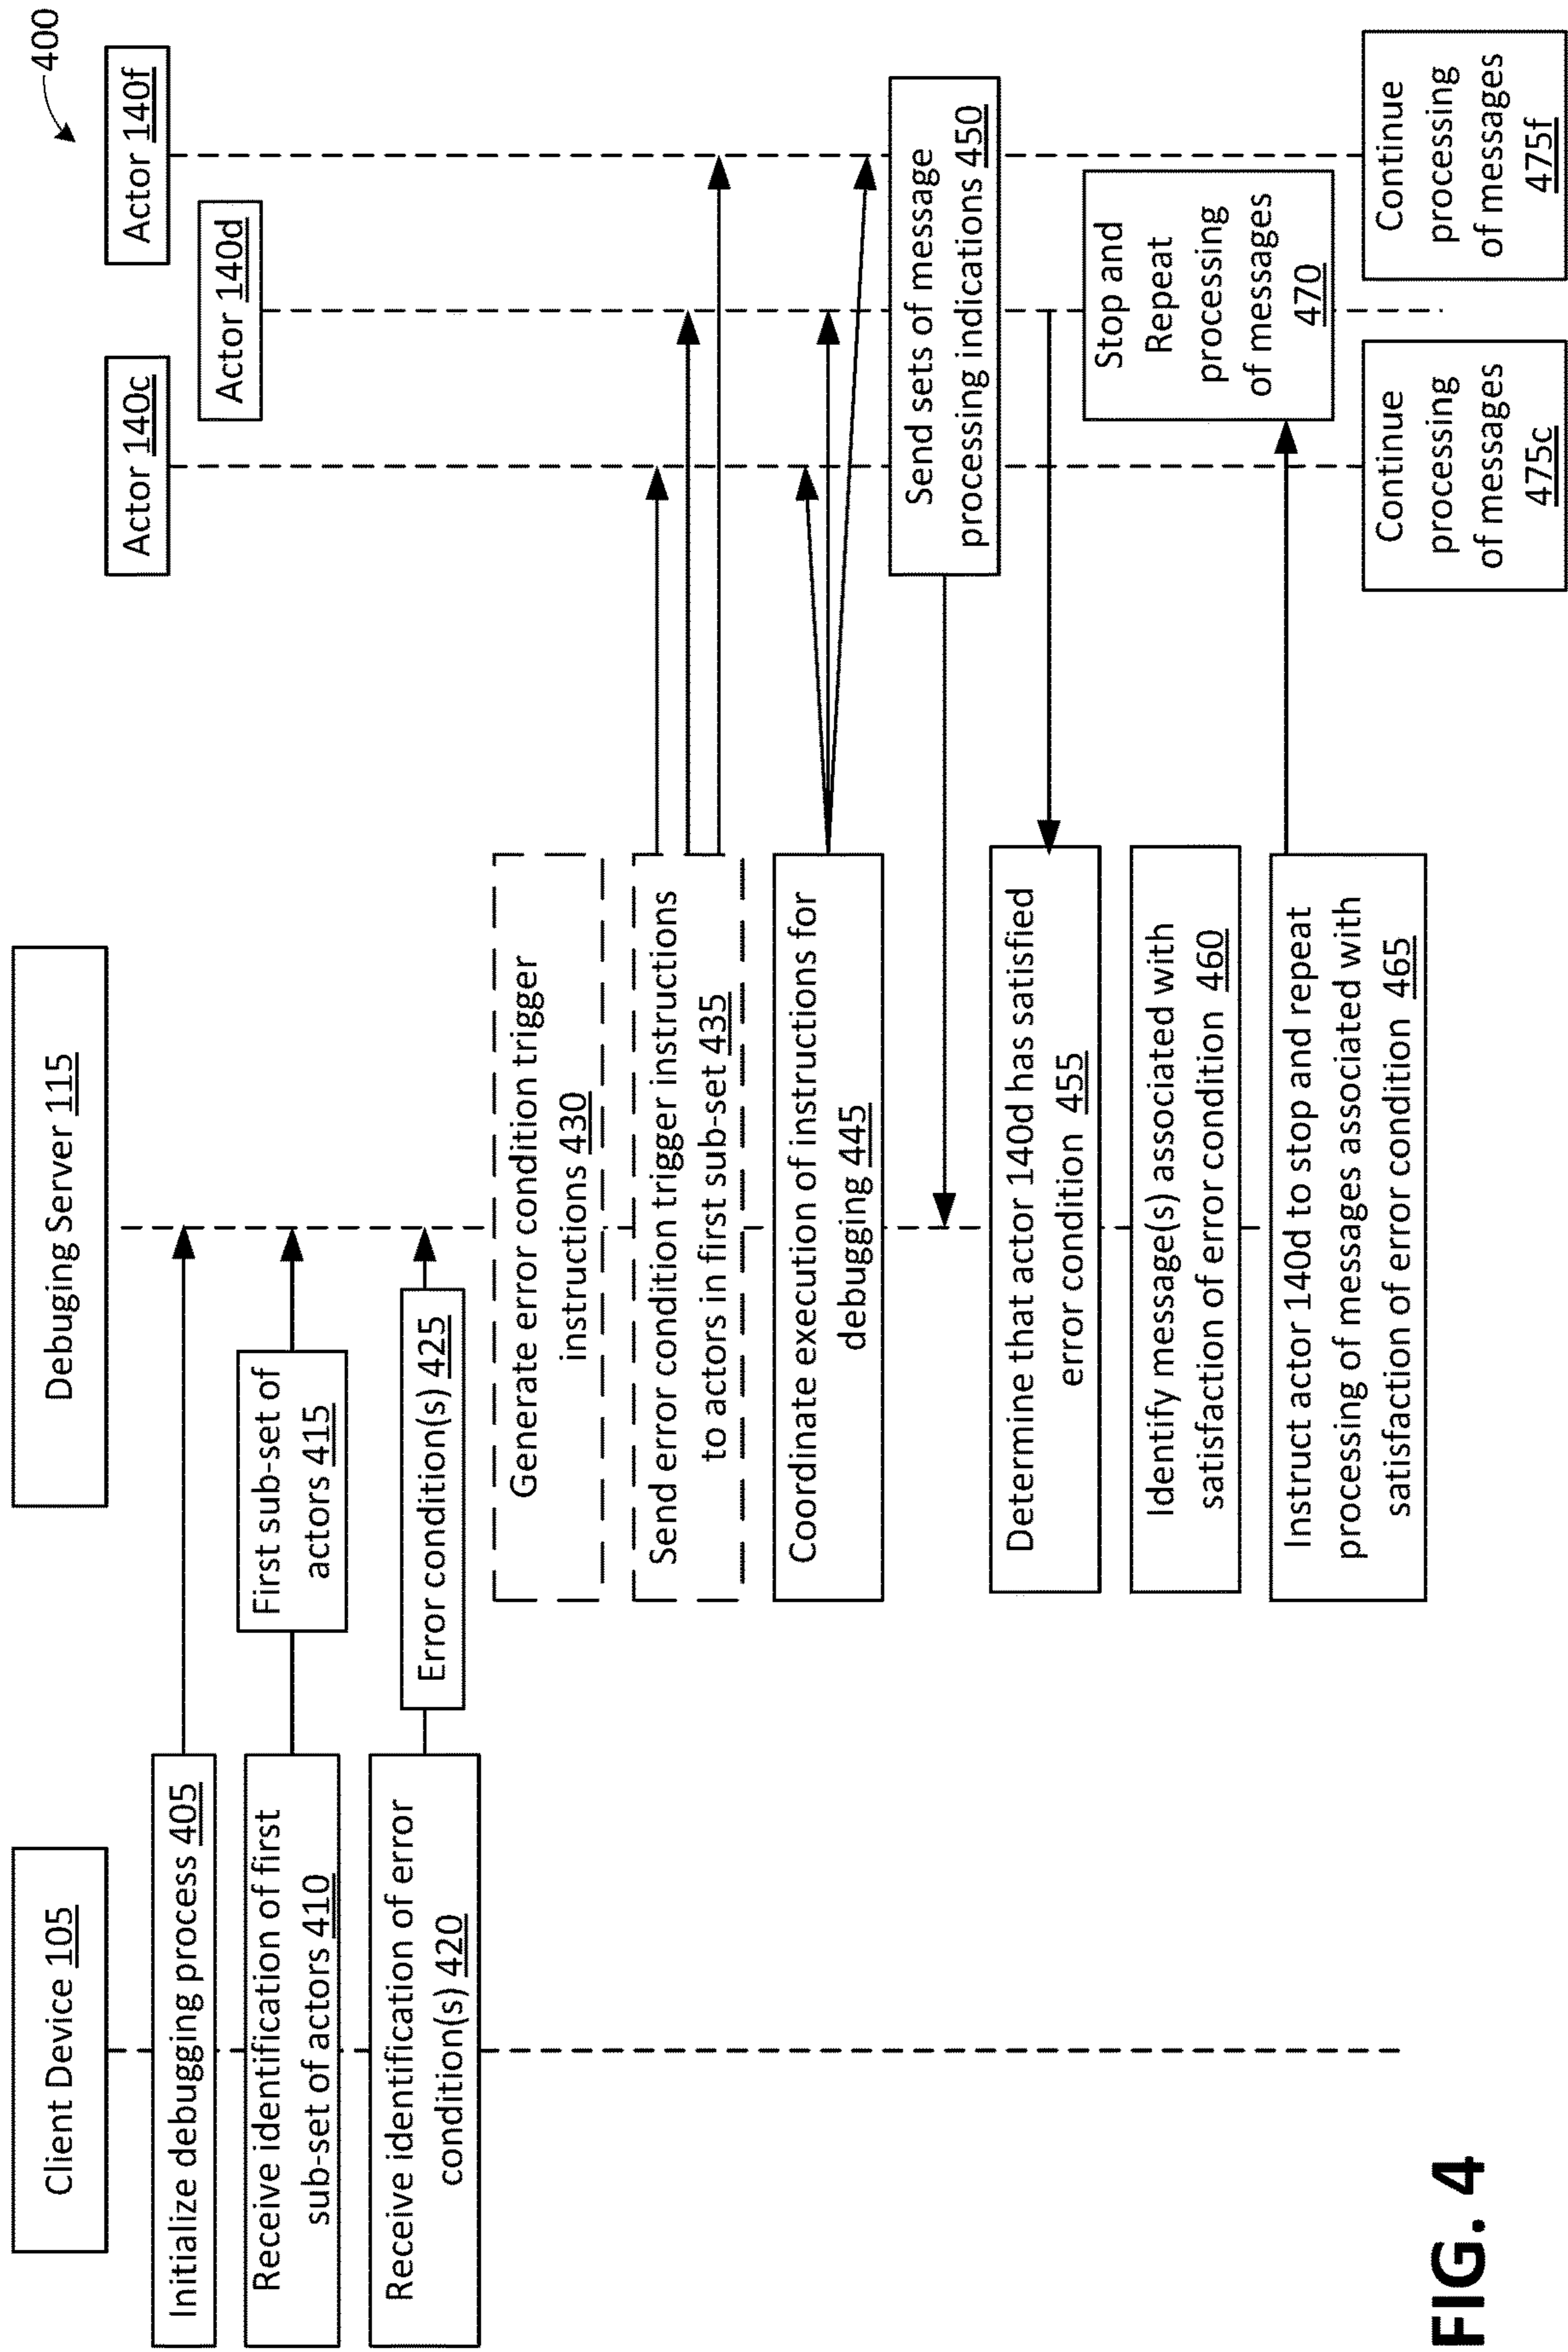 400
Client Device 105
Debuging Server 115
Actor 140c
Actor 140d
Actor 140f
Initialize debugging process 405
Receive identification of first
sub-set of actors 410
First sub-set of
actors 415
Receive identification of error
condition(s) 420
Error condition(s) 425
Generate error condition trigger
instructions 430
Send error condition trigger instructions
to actors in first sub-set 435
Coordinate execution of instructions for
debugging 445
Send sets of message
processing indications 450
Determine that actor 140d has satisfied
error condition 455
Identify message(s) associated with
satisfaction of error condition 460
Instruct actor 140d to stop and repeat
processing of messages associated with
satisfaction of error condition 465
Stop and
Repeat
processing
of messages
470
Continue
processing
of messages
475c
Continue
processing
of messages
475f
FIG. 4